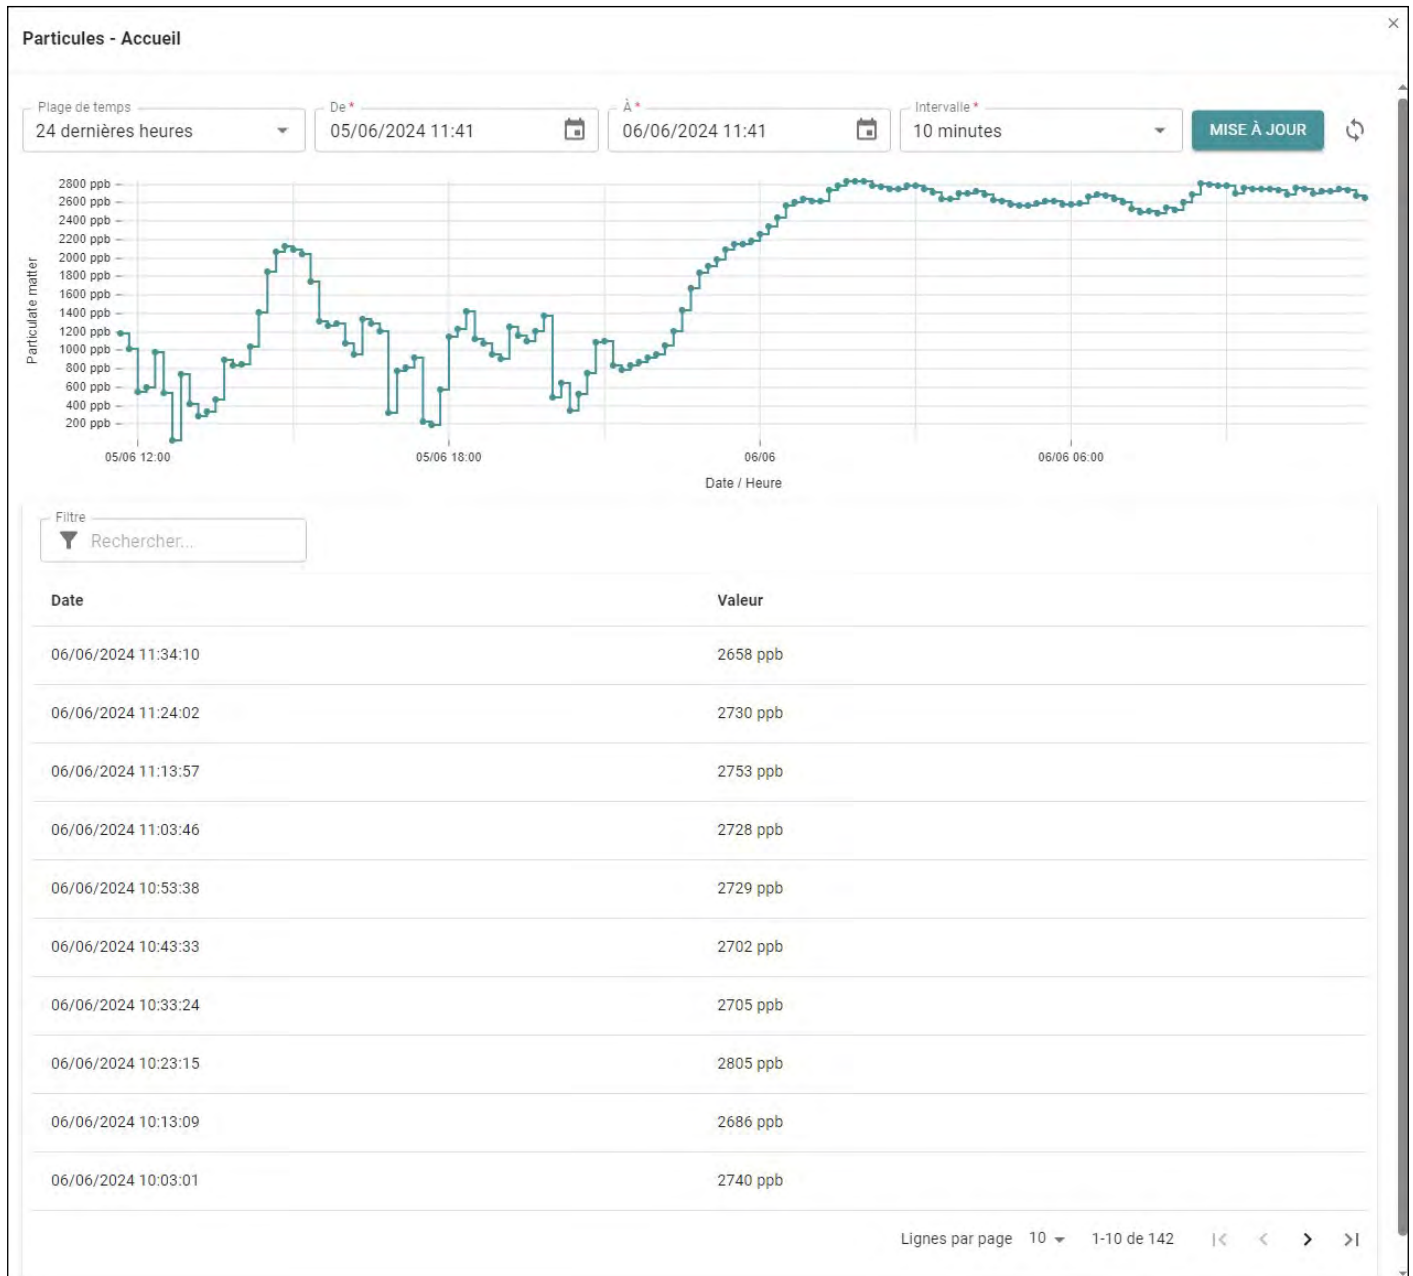 Particules - Accueil
Plage de temps
24 dernières heures
De *
05/06/2024 11:41
À *
06/06/2024 11:41
Intervalle *
10 minutes
MISE À JOUR
Particulate matter
2800 ppb
2600 ppb
2400 ppb
2200 ppb
2000 ppb
1800 ppb
1600 ppb
1400 ppb
1200 ppb
1000 ppb
800 ppb
600 ppb
400 ppb
200 ppb
05/06 12:00
05/06 18:00
06/06
06/06 06:00
Date / Heure
Filtre
Rechercher...
Date Valeur
06/06/2024 11:34:10 2658 ppb
06/06/2024 11:24:02 2730 ppb
06/06/2024 11:13:57 2753 ppb
06/06/2024 11:03:46 2728 ppb
06/06/2024 10:53:38 2729 ppb
06/06/2024 10:43:33 2702 ppb
06/06/2024 10:33:24 2705 ppb
06/06/2024 10:23:15 2805 ppb
06/06/2024 10:13:09 2686 ppb
06/06/2024 10:03:01 2740 ppb
Lignes par page 10 1-10 de 142